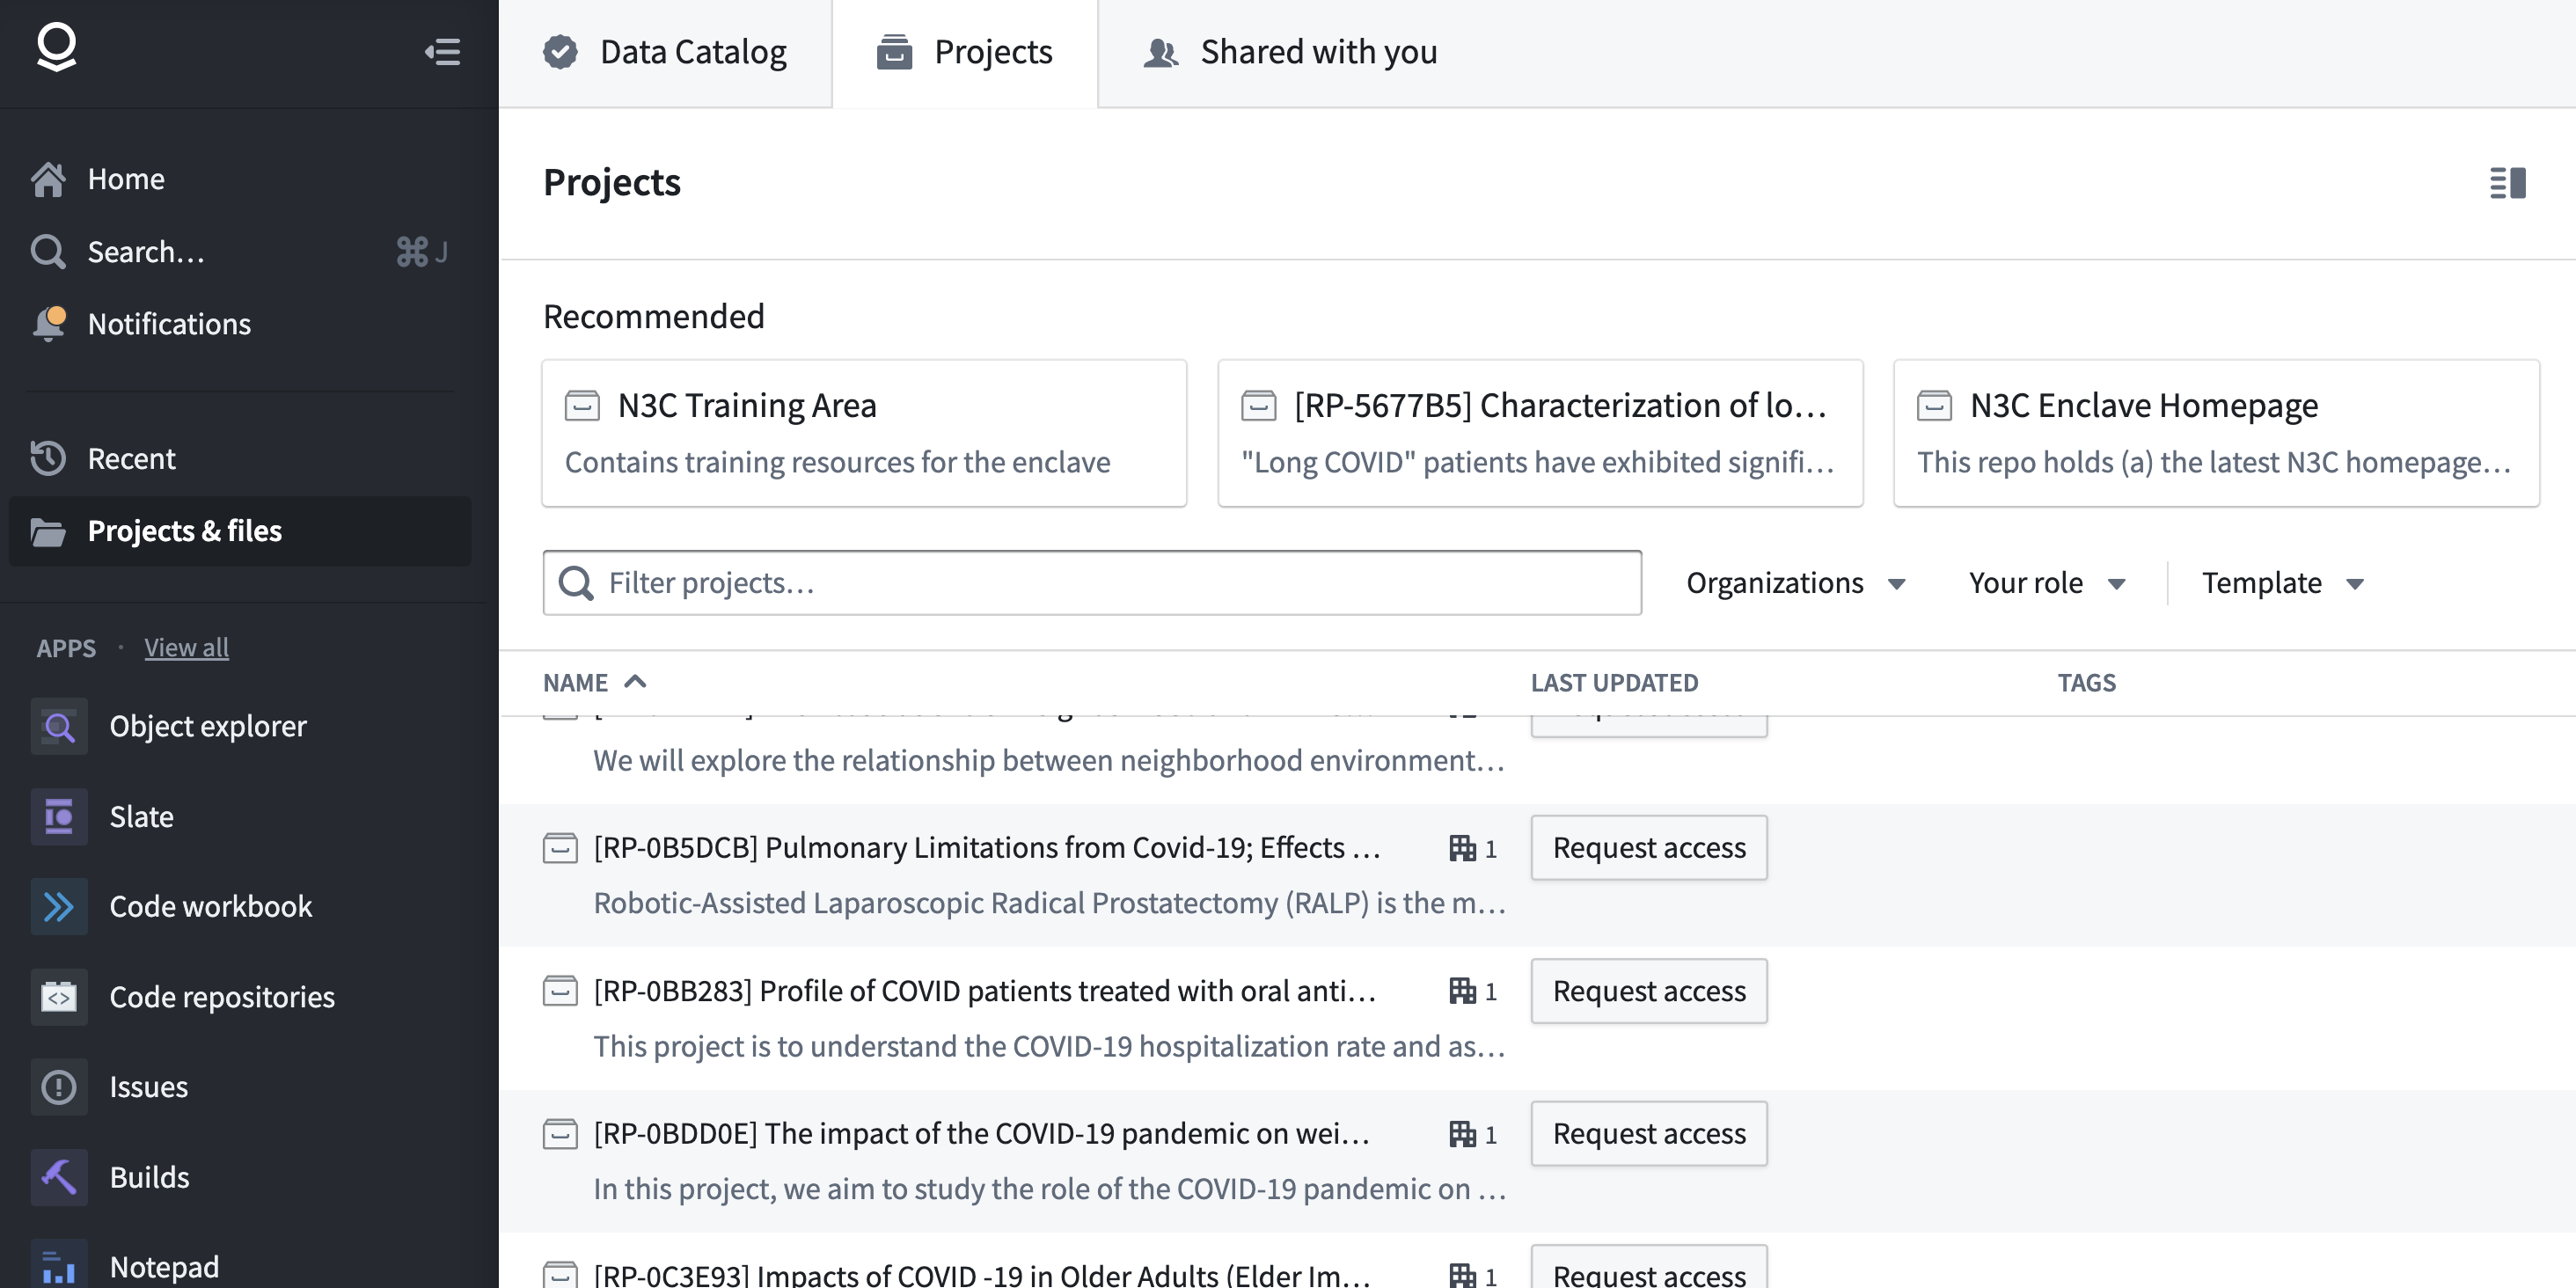 Data Catalog
Projects
Shared with you
Home
Search…
⌘ J
Notifications
Recent
Projects & files
APPS · View all
Object explorer
Slate
Code workbook
Code repositories
Issues
Builds
Notepad
Projects
Recommended
N3C Training Area
Contains training resources for the enclave
[RP-5677B5] Characterization of lo…
"Long COVID" patients have exhibited signifi…
N3C Enclave Homepage
This repo holds (a) the latest N3C homepage…
Filter projects…
Organizations
Your role
Template
NAME
LAST UPDATED
TAGS
We will explore the relationship between neighborhood environment…
[RP-0B5DCB] Pulmonary Limitations from Covid-19; Effects …
1
Request access
Robotic-Assisted Laparoscopic Radical Prostatectomy (RALP) is the m…
[RP-0BB283] Profile of COVID patients treated with oral anti…
1
Request access
This project is to understand the COVID-19 hospitalization rate and as…
[RP-0BDD0E] The impact of the COVID-19 pandemic on wei…
1
Request access
In this project, we aim to study the role of the COVID-19 pandemic on …
[RP-0C3E93] Impacts of COVID -19 in Older Adults (Elder Im…
1
Request access